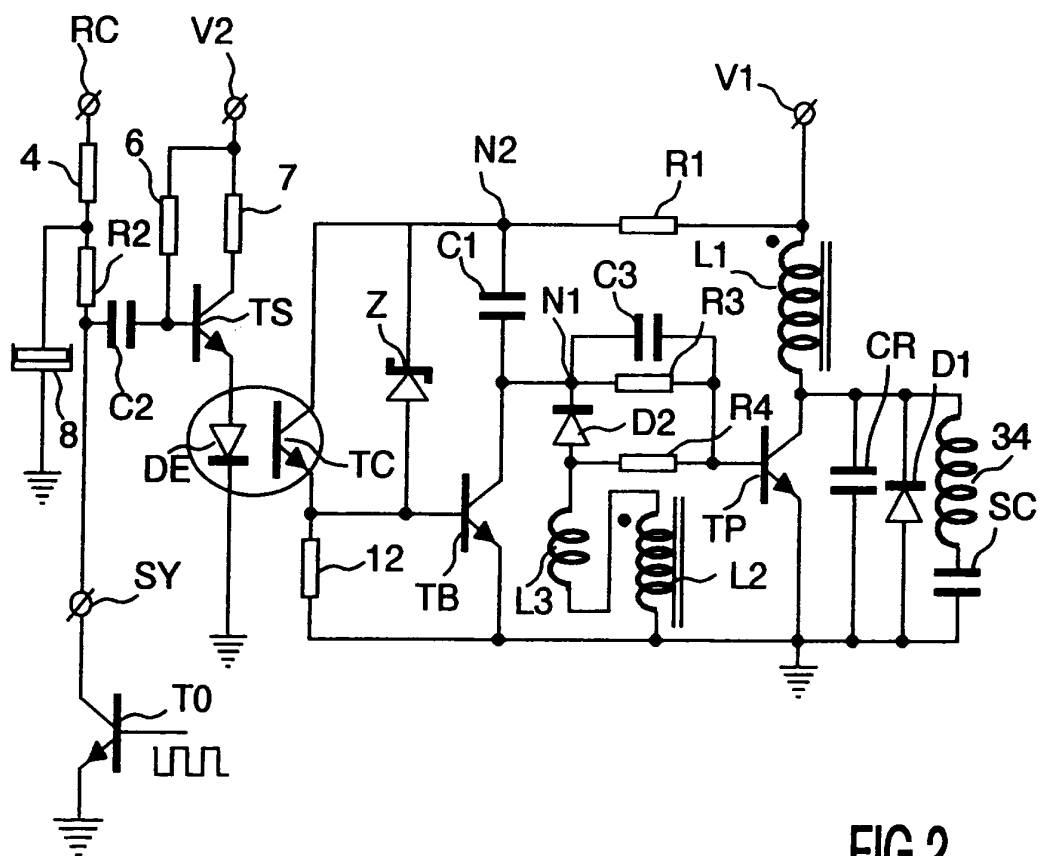 RC
V2
V1
4
6
7
N2
R1
R2
C1
L1
C3
N1
R3
TS
Z
CR
D1
C2
8
D2
R4
34
DE
TC
SC
TP
12
SY
TB
L3
L2
T0
FIG.2